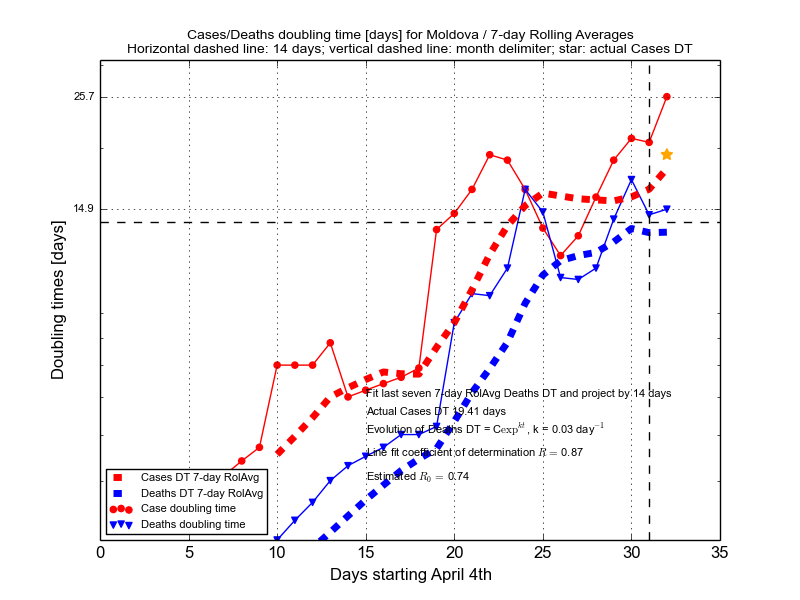 Cases/Deaths doubling time [days] for Moldova / 7-day Rolling Averages
Horizontal dashed line: 14 days; vertical dashed line: month delimiter; star: actual Cases DT
25.7
14.9
Doubling times [days]
Fit last seven 7-day RolAvg Deaths DT and project by 14 days
Actual Cases DT 19.41 days
Evolution of Deaths DT = Cexp^{kt}, k = 0.03 day^{-1}
Line fit coefficient of determination R = 0.87
Estimated R_0 = 0.74
Cases DT 7-day RolAvg
Deaths DT 7-day RolAvg
Case doubling time
Deaths doubling time
0 5 10 15 20 25 30 35
Days starting April 4th